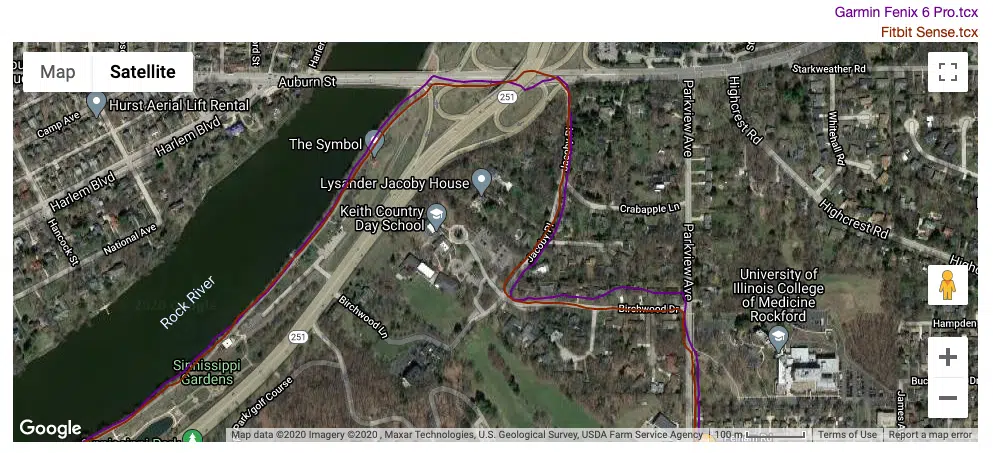 Garmin Fenix 6 Pro.tcx
Fitbit Sense.tcx
Map
Satellite
Auburn St
Starkweather Rd
251
Hurst Aerial Lift Rental
Camp Ave
Harlem Blvd
The Symbol
Parkview Ave
Highcrest Rd
Whitehall Rd
Lysander Jacoby House
Harlem Blvd
Keith Country
Day School
Crabapple Ln
Highcrest Rd
Hancock St
National Ave
Jacoby Pl
Parkview Ave
Rock River
University of
Illinois College
of Medicine
Rockford
Birchwood Ln
Birchwood Dr
251
Hampden
Sinnissippi
Gardens
Park/golf Course
Google
Map data ©2020 Imagery ©2020 , Maxar Technologies, U.S. Geological Survey, USDA Farm Service Agency
100 m
Terms of Use
Report a map error